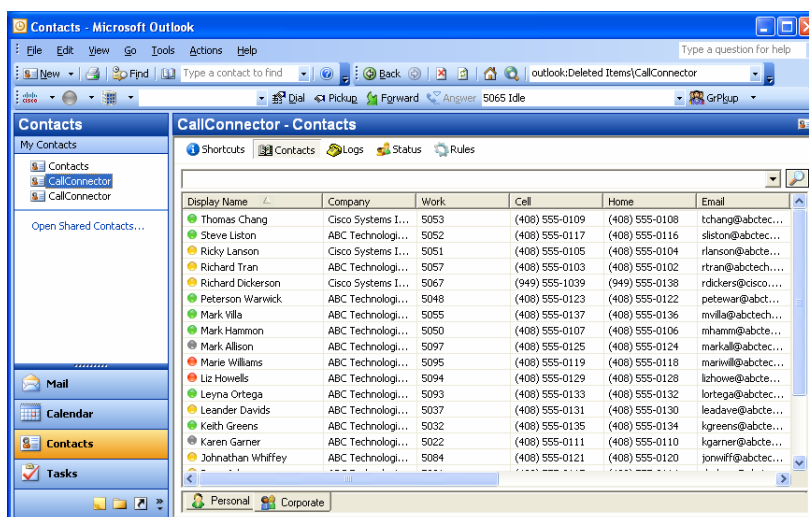 Contacts - Microsoft Outlook
File Edit View Go Tools Actions Help Type a question for help
New Find Type a contact to find Back outlook:Deleted Items\CallConnector
cisco Dial Pickup Forward Answer 5065 Idle GrPkup
Contacts
CallConnector - Contacts
My Contacts
Contacts
CallConnector
CallConnector
Open Shared Contacts...
Shortcuts Contacts Logs Status Rules
Display Name Company Work Cell Home Email
Thomas Chang Cisco Systems I... 5053 (408) 555-0109 (408) 555-0108 tchang@abctec...
Steve Liston ABC Technologi... 5052 (408) 555-0117 (408) 555-0116 sliston@abctec...
Ricky Lanson Cisco Systems I... 5051 (408) 555-0105 (408) 555-0104 rlanson@abcte...
Richard Tran ABC Technologi... 5057 (408) 555-0103 (408) 555-0102 rtran@abctech....
Richard Dickerson Cisco Systems I... 5067 (949) 555-1039 (949) 555-0138 rdickers@cisco....
Peterson Warwick ABC Technologi... 5048 (408) 555-0123 (408) 555-0122 petewar@abct...
Mark Villa ABC Technologi... 5055 (408) 555-0137 (408) 555-0136 mvilla@abctech...
Mark Hammon ABC Technologi... 5050 (408) 555-0107 (408) 555-0106 mhamm@abcte...
Mark Allison ABC Technologi... 5097 (408) 555-0125 (408) 555-0124 markall@abctec...
Marie Williams ABC Technologi... 5095 (408) 555-0119 (408) 555-0118 mariwill@abctec...
Liz Howells ABC Technologi... 5094 (408) 555-0129 (408) 555-0128 lizhowe@abctec...
Leyna Ortega ABC Technologi... 5093 (408) 555-0133 (408) 555-0132 lortega@abctec...
Leander Davids ABC Technologi... 5037 (408) 555-0131 (408) 555-0130 leadave@abcte...
Keith Greens ABC Technologi... 5032 (408) 555-0135 (408) 555-0134 kgreens@abcte...
Karen Garner ABC Technologi... 5022 (408) 555-0111 (408) 555-0110 kgarner@abcte...
Johnathan Whiffey ABC Technologi... 5084 (408) 555-0121 (408) 555-0120 jonwiff@abctec...
Mail
Calendar
Contacts
Tasks
Personal Corporate